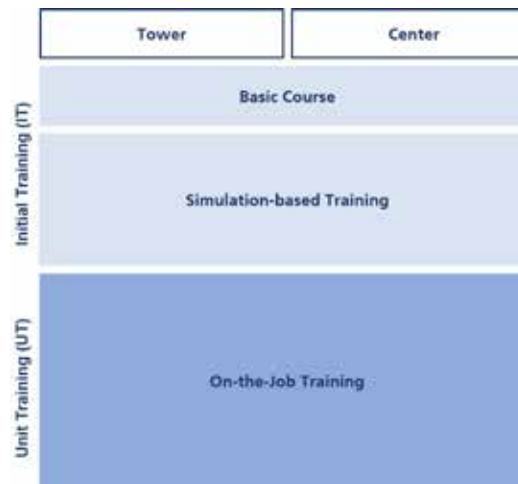 Tower
Center
Initial Training (IT)
Basic Course
Simulation-based Training
Unit Training (UT)
On-the-Job Training